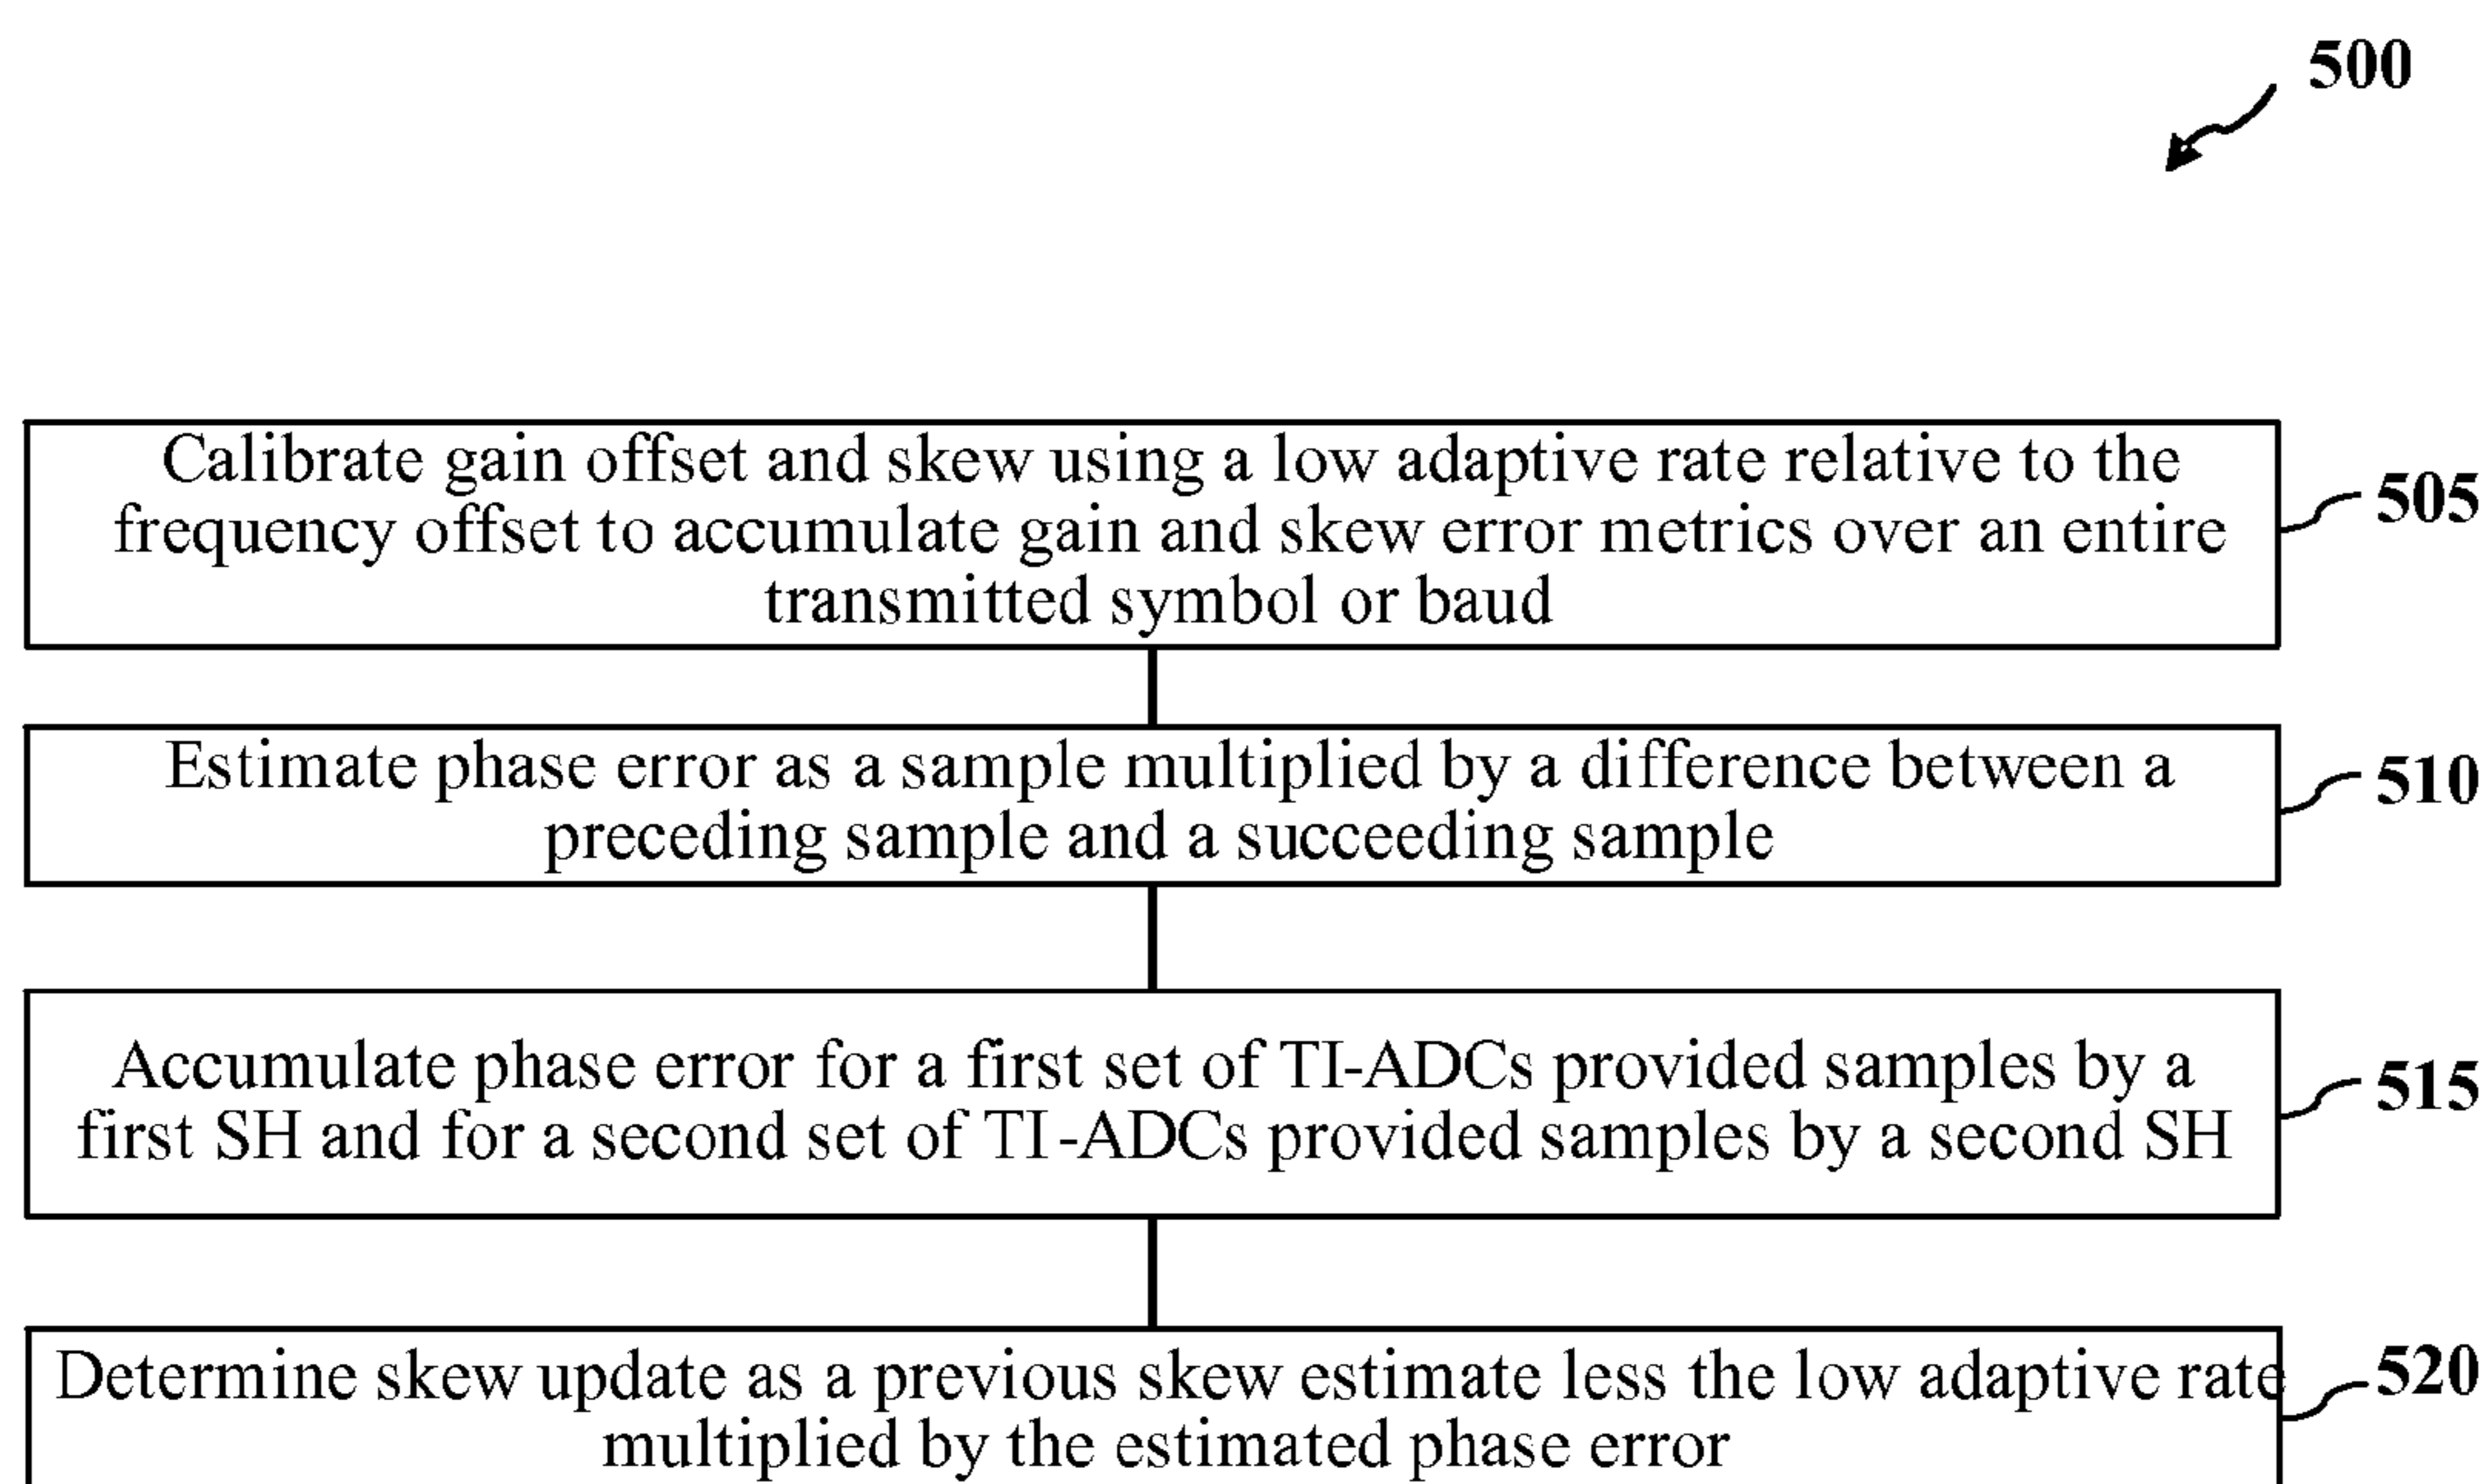 500
Calibrate gain offset and skew using a low adaptive rate relative to the
frequency offset to accumulate gain and skew error metrics over an entire
transmitted symbol or baud
505
Estimate phase error as a sample multiplied by a difference between a
preceding sample and a succeeding sample
510
Accumulate phase error for a first set of TI-ADCs provided samples by a
first SH and for a second set of TI-ADCs provided samples by a second SH
515
Determine skew update as a previous skew estimate less the low adaptive rate
multiplied by the estimated phase error
520